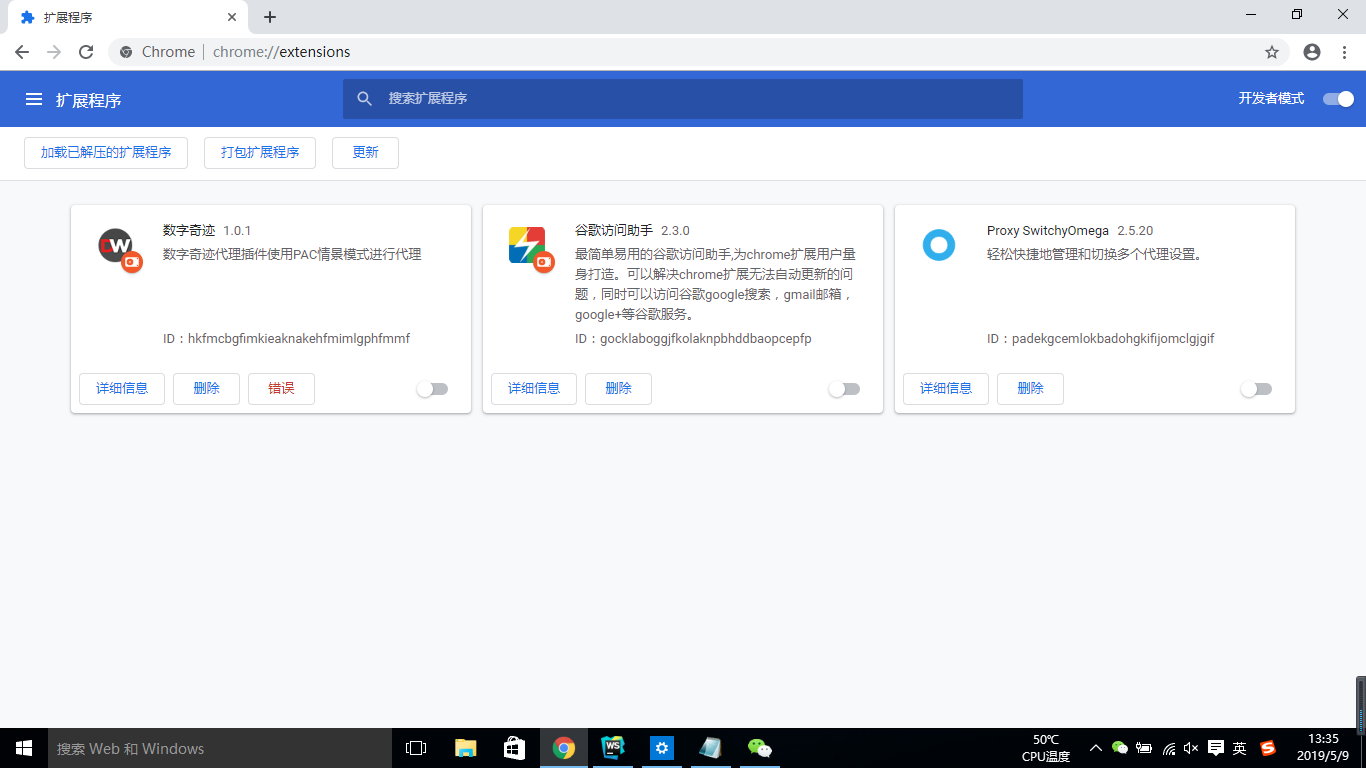 扩展程序
Chrome
chrome://extensions
扩展程序
搜索扩展程序
开发者模式
加载已解压的扩展程序
打包扩展程序
更新
数字奇迹 1.0.1
数字奇迹代理插件使用PAC情景模式进行代理
ID：hkfmcbgfimkieaknakehfmimlgphfmmf
详细信息
删除
错误
谷歌访问助手 2.3.0
最简单易用的谷歌访问助手,为chrome扩展用户量
身打造。可以解决chrome扩展无法自动更新的问
题，同时可以访问谷歌google搜索，gmail邮箱，
google+等谷歌服务。
ID：gocklaboggjfkolaknpbhddbaopcepfp
详细信息
删除
Proxy SwitchyOmega 2.5.20
轻松快捷地管理和切换多个代理设置。
ID：padekgcemlokbadohgkifijomclgjgif
详细信息
删除
搜索 Web 和 Windows
WS
50℃
CPU温度
英
13:35
2019/5/9